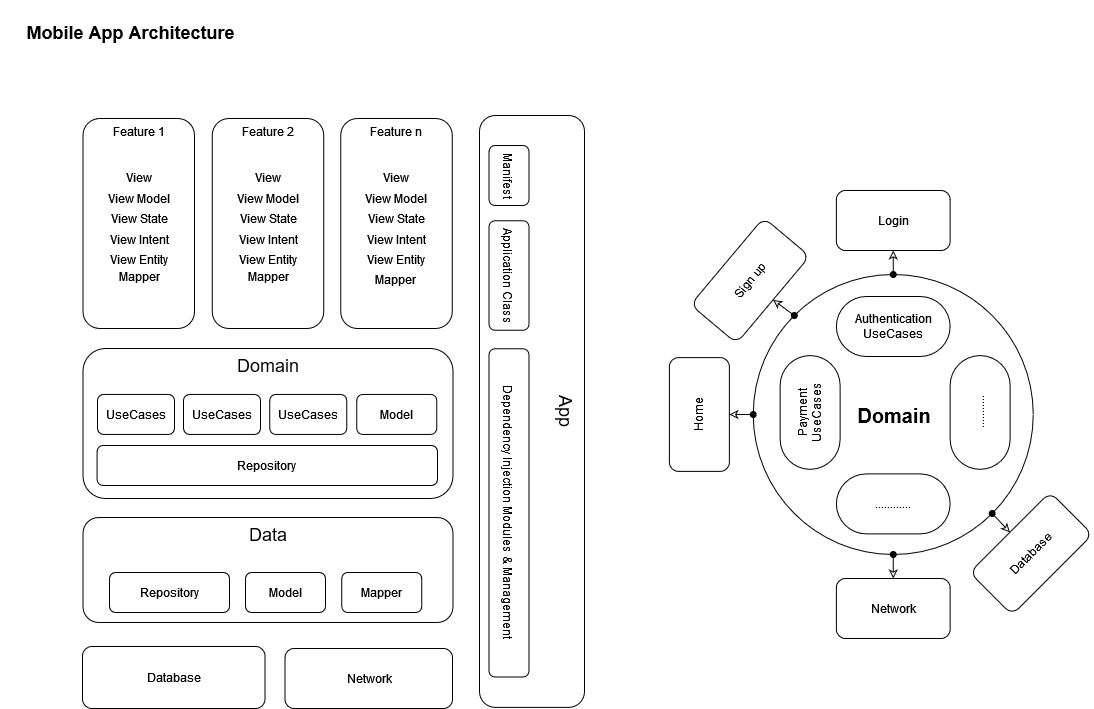 Mobile App Architecture
Feature 1
View
View Model
View State
View Intent
View Entity
Mapper
Feature 2
View
View Model
View State
View Intent
View Entity
Mapper
Feature n
View
View Model
View State
View Intent
View Entity
Mapper
Domain
UseCases
UseCases
UseCases
Model
Repository
Data
Repository
Model
Mapper
Database
Network
Manifest
Application Class
Dependency Injection Modules & Management
App
Login
Sign up
Home
Authentication
UseCases
Payment
UseCases
Domain
..........
............
Database
Network